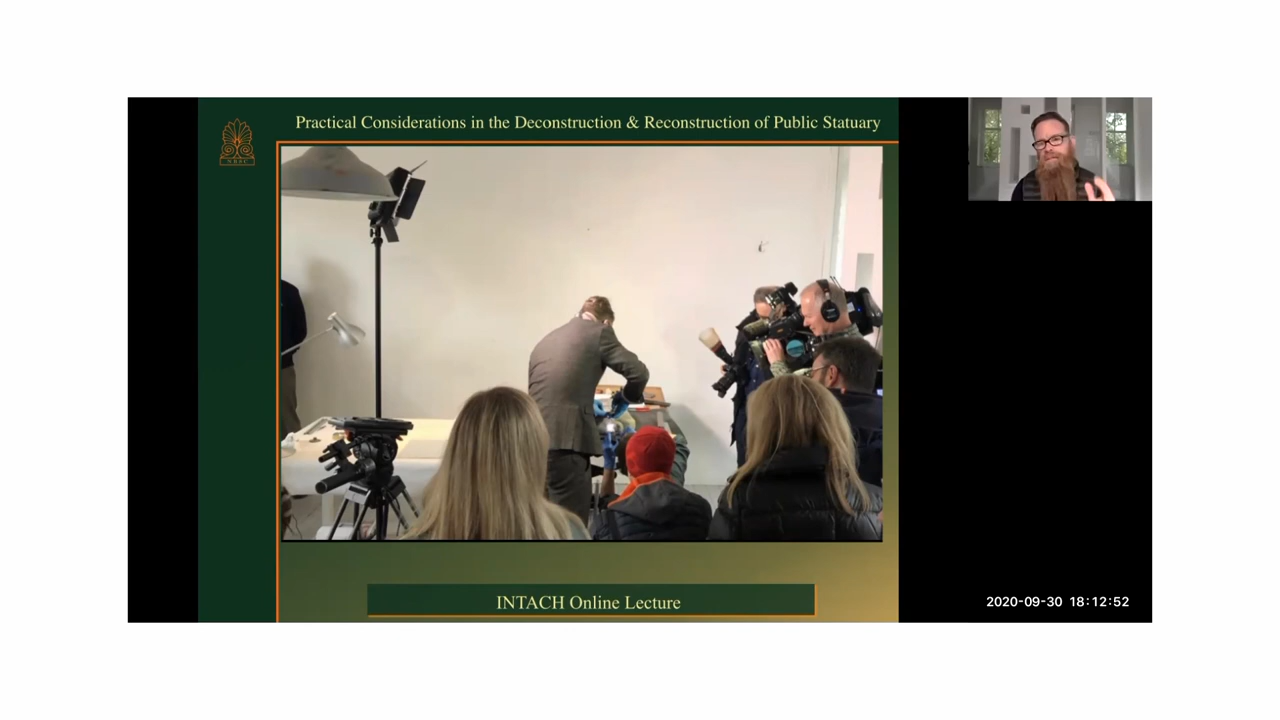 Practical Considerations in the Deconstruction & Reconstruction of Public Statuary
INTACH Online Lecture
2020-09-30 18:12:52